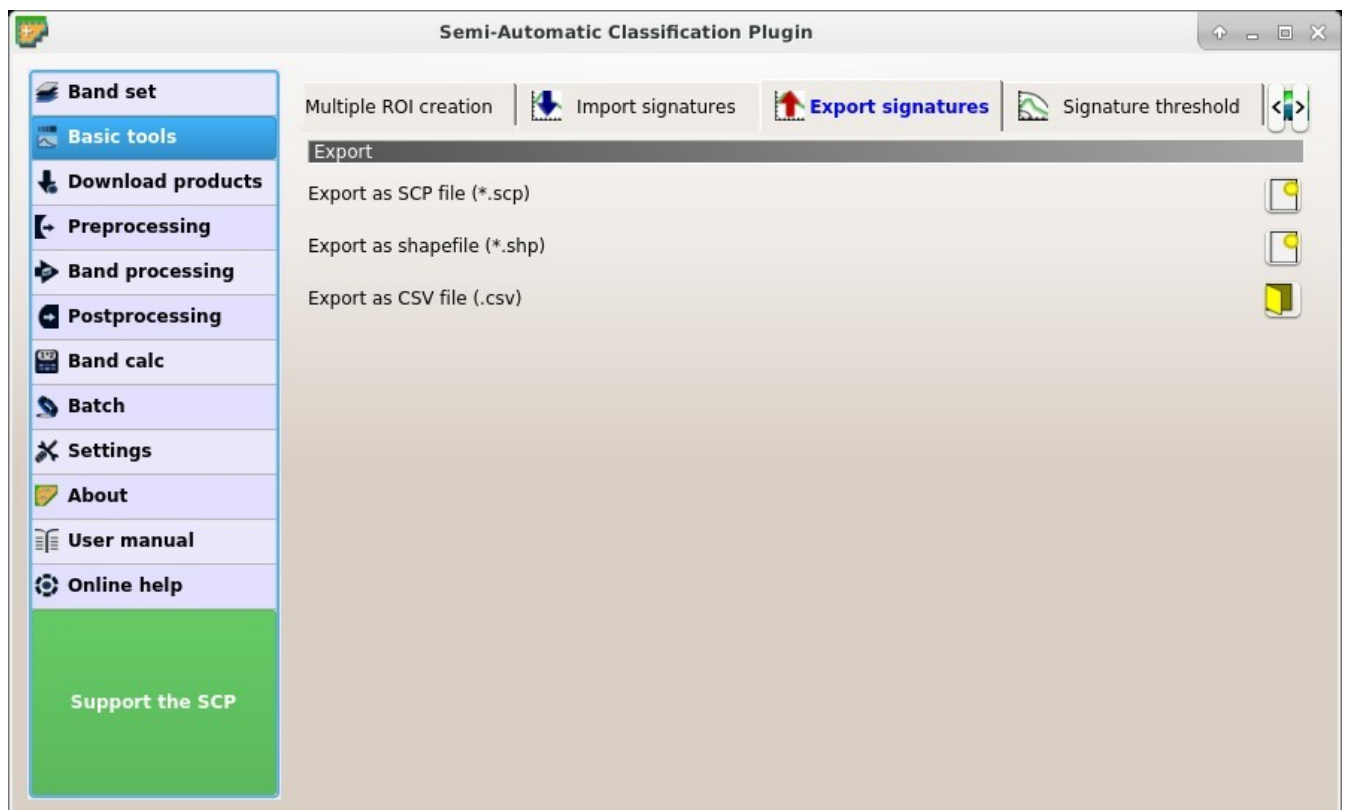 Semi-Automatic Classification Plugin
Band set
Basic tools
Download products
Preprocessing
Band processing
Postprocessing
Band calc
Batch
Settings
About
User manual
Online help
Support the SCP
Multiple ROI creation
Import signatures
Export signatures
Signature threshold
Export
Export as SCP file (*.scp)
Export as shapefile (*.shp)
Export as CSV file (.csv)